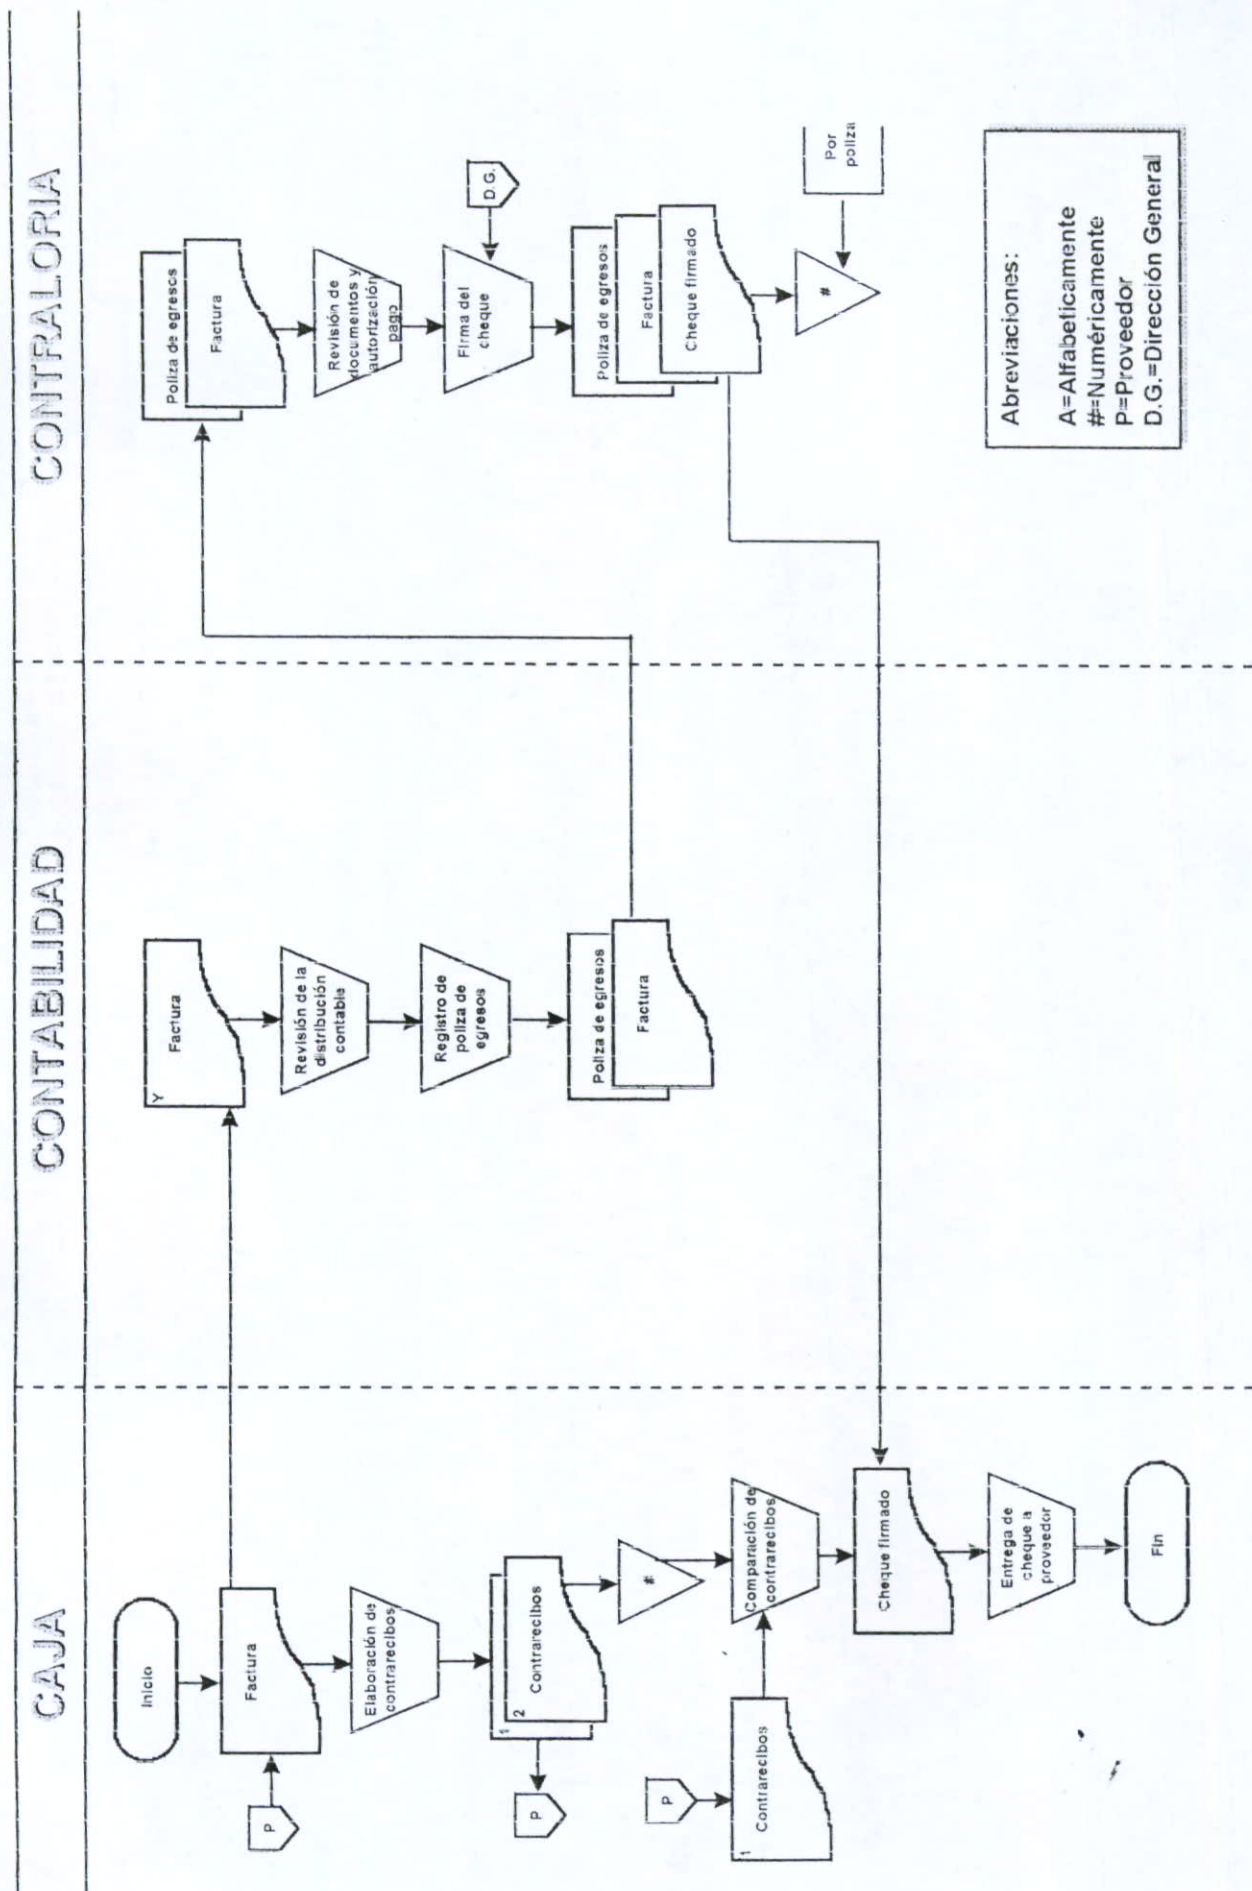 CAJA
CONTABILIDAD
CONTRALORIA
Inicio
P
Factura
Elaboración de
contrarecibos
1
2
Contrarecibos
P
#
P
1
Contrarecibos
Comparación de
contrarecibos
Cheque firmado
Entrega de
cheque a
proveedor
Fin
Y
Factura
Revisión de la
distribución
contable
Registro de
poliza de
egresos
Poliza de egresos
Factura
Poliza de egresos
Factura
Revisión de
documentos y
autorización
pago
Firma del
cheque
D.G.
Poliza de egresos
Factura
Cheque firmado
#
Por
poliza
Abreviaciones:
A=Alfabeticamente
#=Numéricamente
P=Proveedor
D.G.=Dirección General